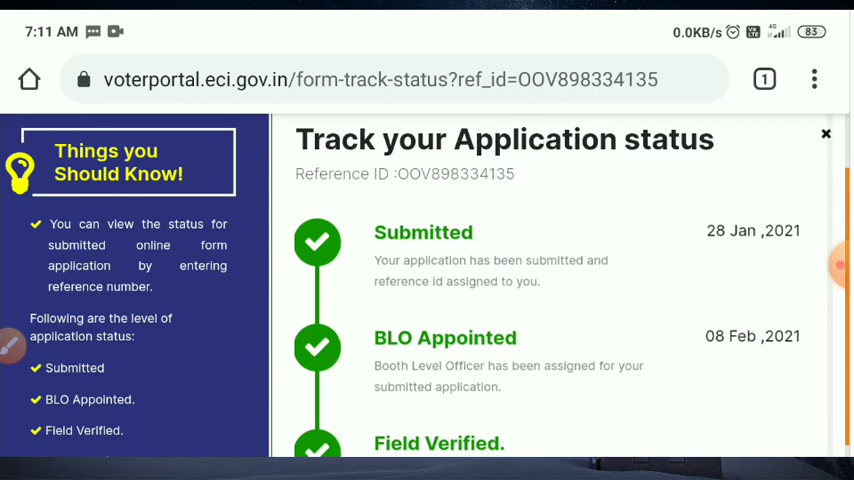 7:11 AM
0.0KB/s 4G 83
voterportal.eci.gov.in/form-track-status?ref_id=OOV898334135
1
Things you
Should Know!
You can view the status for
submitted online form
application by entering
reference number.
Following are the level of
application status:
Submitted
BLO Appointed.
Field Verified.
Track your Application status
Reference ID :OOV898334135
Submitted
28 Jan ,2021
Your application has been submitted and
reference id assigned to you.
BLO Appointed
08 Feb ,2021
Booth Level Officer has been assigned for your
submitted application.
Field Verified.